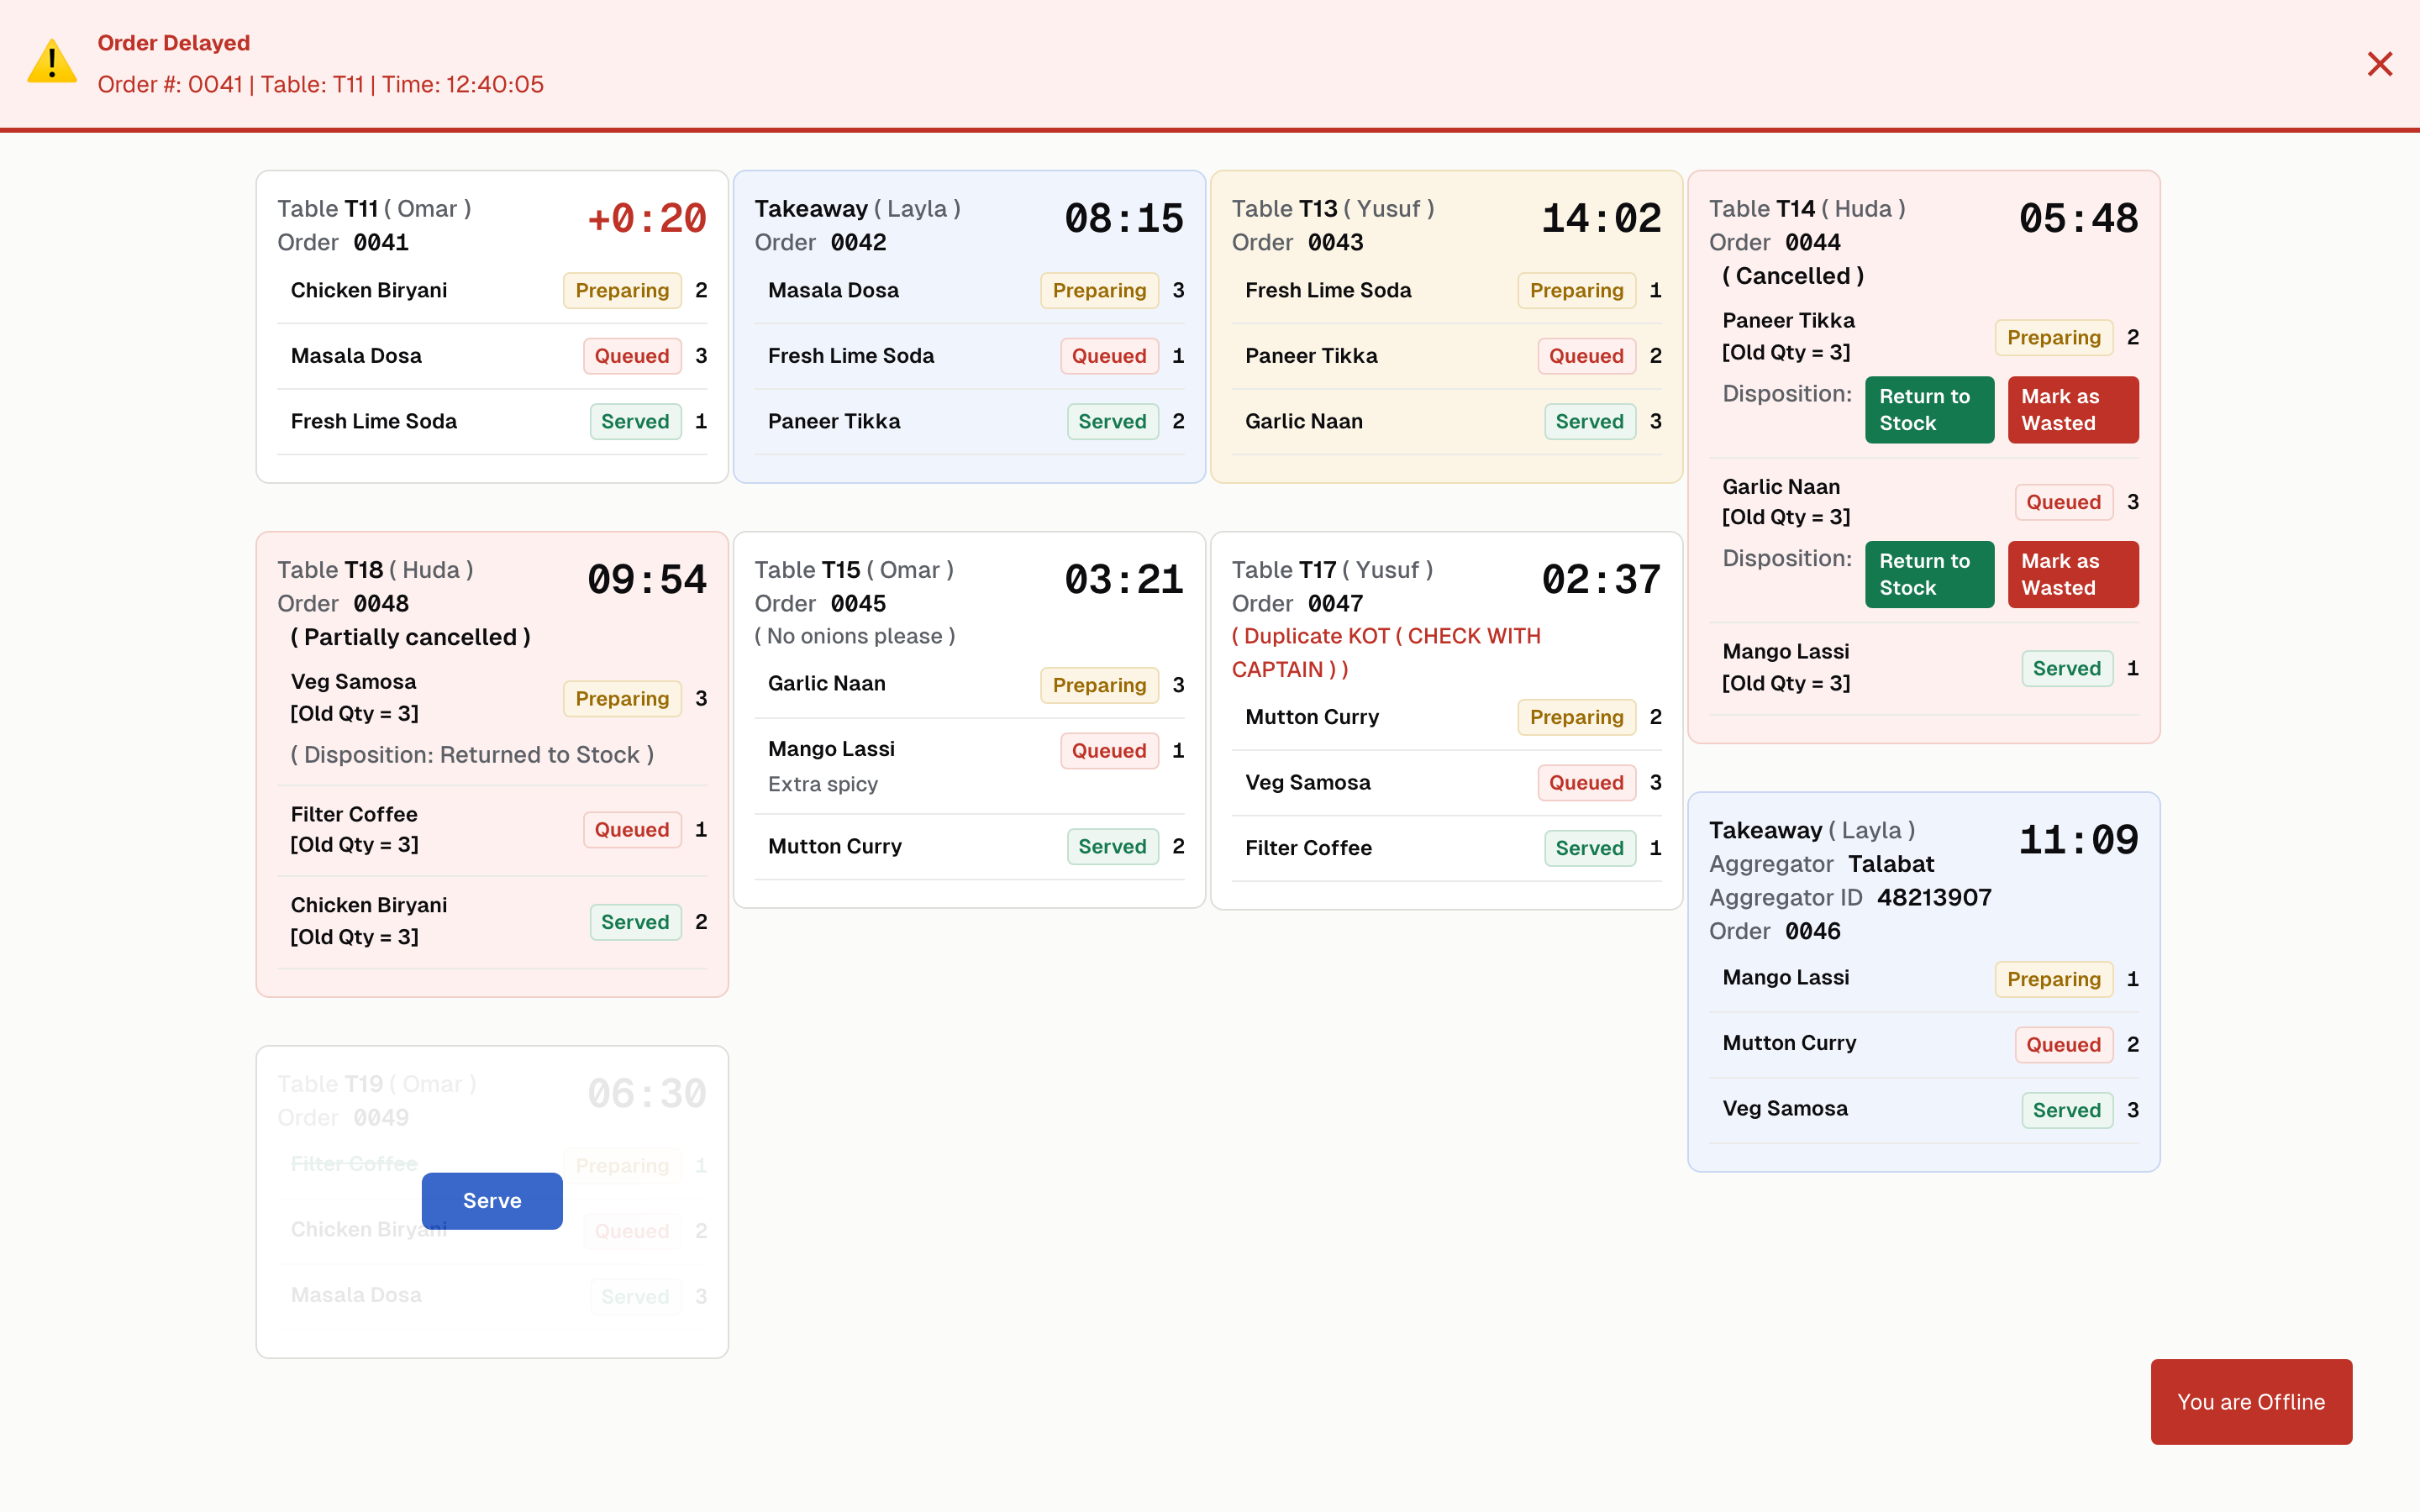 Order Delayed
Order #: 0041 | Table: T11 | Time: 12:40:05
Table T11 ( Omar )
+0:20
Order 0041
Chicken Biryani Preparing 2
Masala Dosa Queued 3
Fresh Lime Soda Served 1
Takeaway ( Layla )
08:15
Order 0042
Masala Dosa Preparing 3
Fresh Lime Soda Queued 1
Paneer Tikka Served 2
Table T13 ( Yusuf )
14:02
Order 0043
Fresh Lime Soda Preparing 1
Paneer Tikka Queued 2
Garlic Naan Served 3
Table T14 ( Huda )
05:48
Order 0044
( Cancelled )
Paneer Tikka
[Old Qty = 3]
Preparing 2
Disposition:
Return to
Stock
Mark as
Wasted
Garlic Naan
[Old Qty = 3]
Queued 3
Disposition:
Return to
Stock
Mark as
Wasted
Mango Lassi
[Old Qty = 3]
Served 1
Table T18 ( Huda )
09:54
Order 0048
( Partially cancelled )
Veg Samosa
[Old Qty = 3]
Preparing 3
( Disposition: Returned to Stock )
Filter Coffee
[Old Qty = 3]
Queued 1
Chicken Biryani
[Old Qty = 3]
Served 2
Table T15 ( Omar )
03:21
Order 0045
( No onions please )
Garlic Naan Preparing 3
Mango Lassi Queued 1
Extra spicy
Mutton Curry Served 2
Table T17 ( Yusuf )
02:37
Order 0047
( Duplicate KOT ( CHECK WITH
CAPTAIN ) )
Mutton Curry Preparing 2
Veg Samosa Queued 3
Filter Coffee Served 1
Takeaway ( Layla )
11:09
Aggregator Talabat
Aggregator ID 48213907
Order 0046
Mango Lassi Preparing 1
Mutton Curry Queued 2
Veg Samosa Served 3
Table T19 ( Omar )
06:30
Order 0049
Filter Coffee Preparing 1
Serve
Chicken Biryani Queued 2
Masala Dosa Served 3
You are Offline